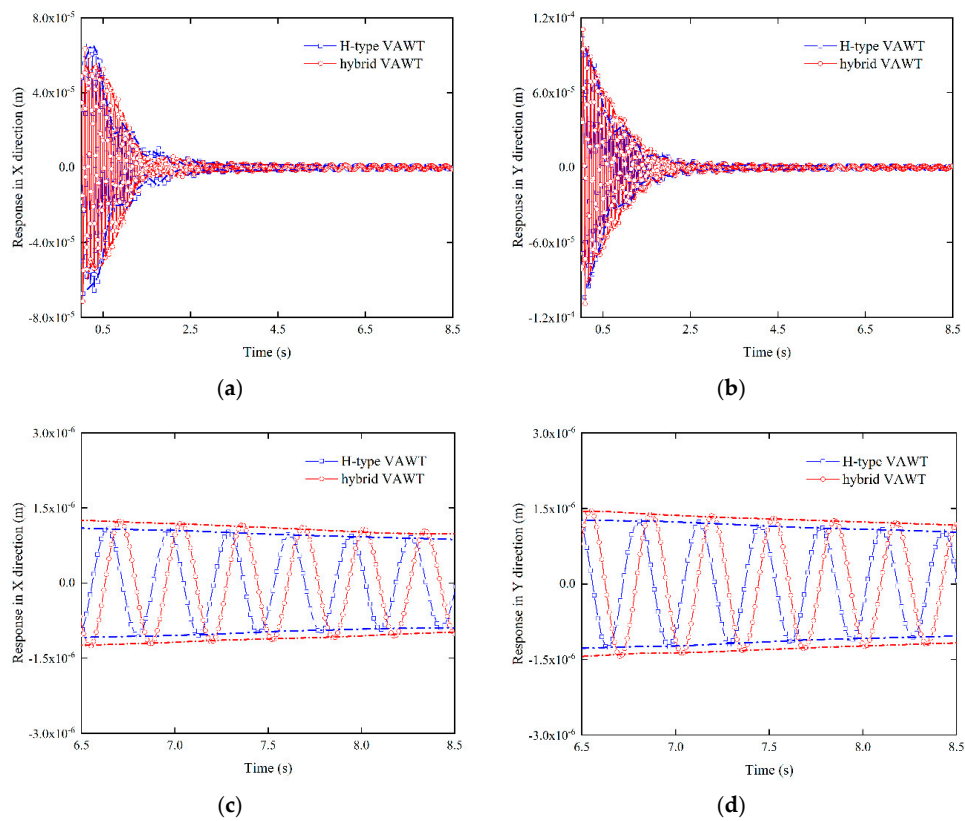 8.0x10-5
4.0x10-5
0.0
-4.0x10-5
-8.0x10-5
Response in X direction (m)
H-type VAWT
hybrid VAWT
0.5 2.5 4.5 6.5 8.5
Time (s)
(a)
1.2x10-4
6.0x10-5
0.0
-6.0x10-5
-1.2x10-4
Response in Y direction (m)
H-type VAWT
hybrid VAWT
0.5 2.5 4.5 6.5 8.5
Time (s)
(b)
3.0x10-6
1.5x10-6
0.0
-1.5x10-6
-3.0x10-6
Response in X direction (m)
H-type VAWT
hybrid VAWT
6.5 7.0 7.5 8.0 8.5
Time (s)
(c)
3.0x10-6
1.5x10-6
0.0
-1.5x10-6
-3.0x10-6
Response in Y direction (m)
H-type VAWT
hybrid VAWT
6.5 7.0 7.5 8.0 8.5
Time (s)
(d)